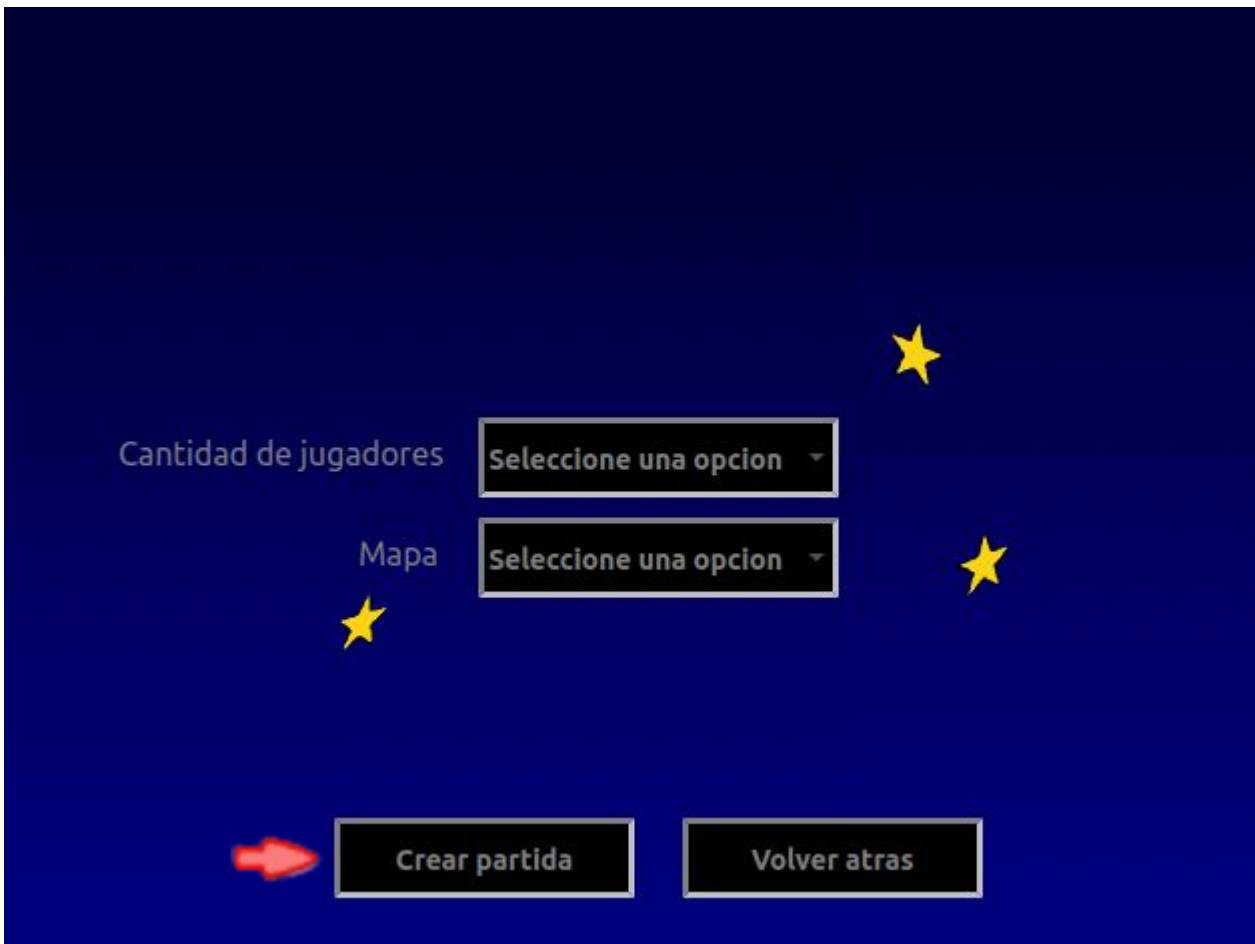 Cantidad de jugadores
Seleccione una opcion
Mapa
Seleccione una opcion
Crear partida
Volver atras